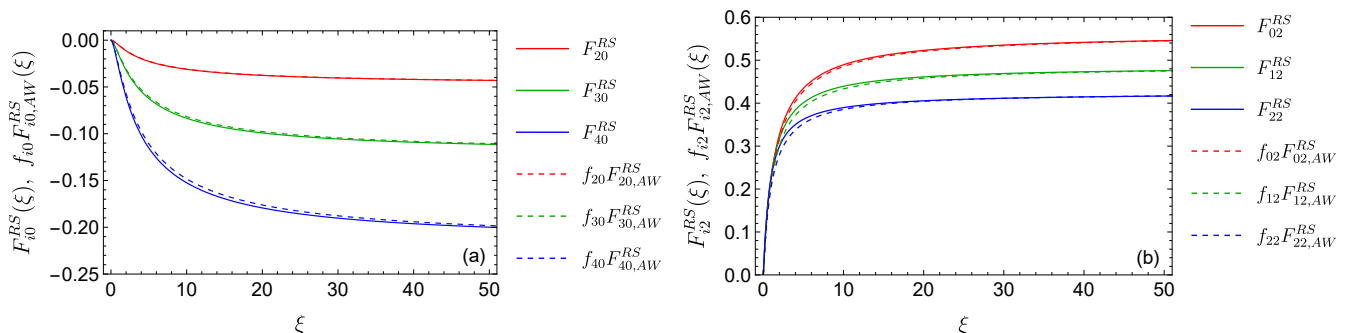 F_{i0}^{RS}(ξ), f_{i0}F_{i0,AW}^{RS}(ξ)
0.00
−0.05
−0.10
−0.15
−0.20
−0.25
0 10 20 30 40 50
ξ
(a)
F_{20}^{RS}
F_{30}^{RS}
F_{40}^{RS}
f_{20}F_{20,AW}^{RS}
f_{30}F_{30,AW}^{RS}
f_{40}F_{40,AW}^{RS}
F_{i2}^{RS}(ξ), f_{i2}F_{i2,AW}^{RS}(ξ)
0.6
0.5
0.4
0.3
0.2
0.1
0.0
0 10 20 30 40 50
ξ
(b)
F_{02}^{RS}
F_{12}^{RS}
F_{22}^{RS}
f_{02}F_{02,AW}^{RS}
f_{12}F_{12,AW}^{RS}
f_{22}F_{22,AW}^{RS}